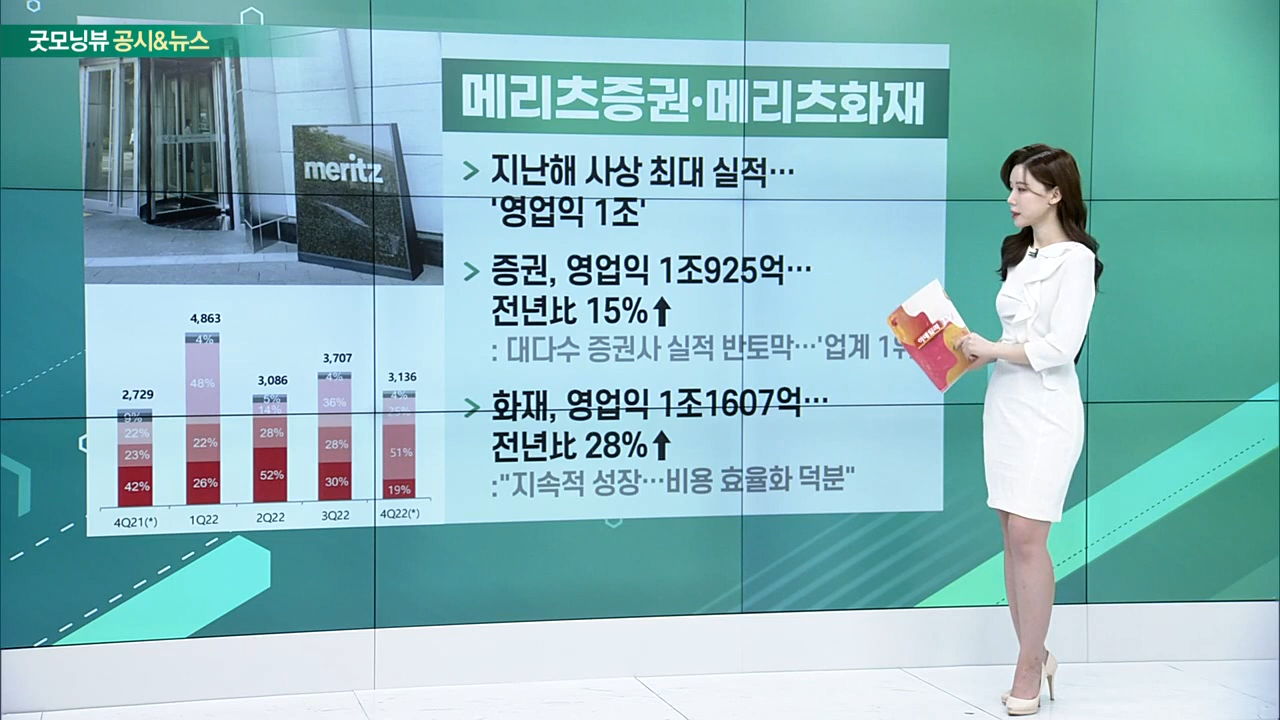 굿모닝뷰 공시&뉴스
meritz
메리츠증권·메리츠화재
> 지난해 사상 최대 실적…
'영업익 1조'
> 증권, 영업익 1조925억…
전년比 15%↑
: 대다수 증권사 실적 반토막…'업계 1위
> 화재, 영업익 1조1607억…
전년比 28%↑
:"지속적 성장…비용 효율화 덕분"
2,729
9%
22%
23%
42%
4Q21(*)
4,863
4%
48%
22%
26%
1Q22
3,086
5%
14%
28%
52%
2Q22
3,707
4%
36%
28%
30%
3Q22
3,136
4%
25%
51%
19%
4Q22(*)